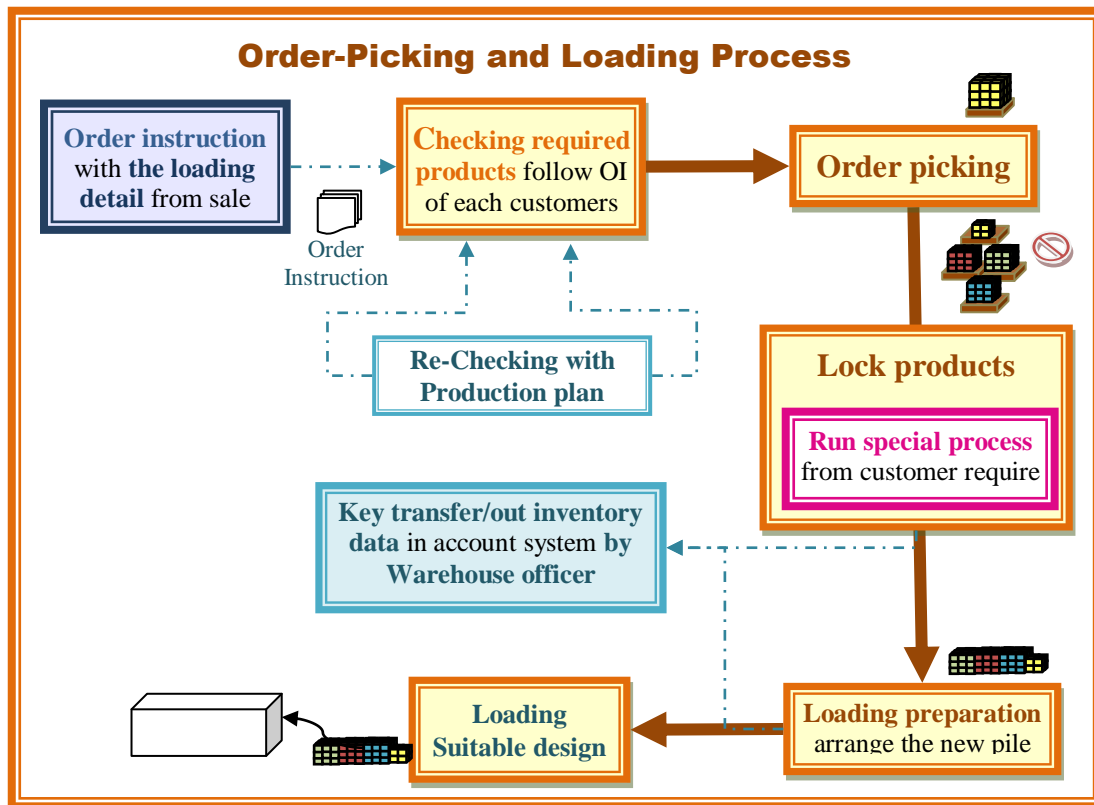 Order-Picking and Loading Process
Order instruction
with the loading
detail from sale
Order
Instruction
Checking required
products follow OI
of each customers
Order picking
Re-Checking with
Production plan
Lock products
Run special process
from customer require
Key transfer/out inventory
data in account system by
Warehouse officer
Loading preparation
arrange the new pile
Loading
Suitable design